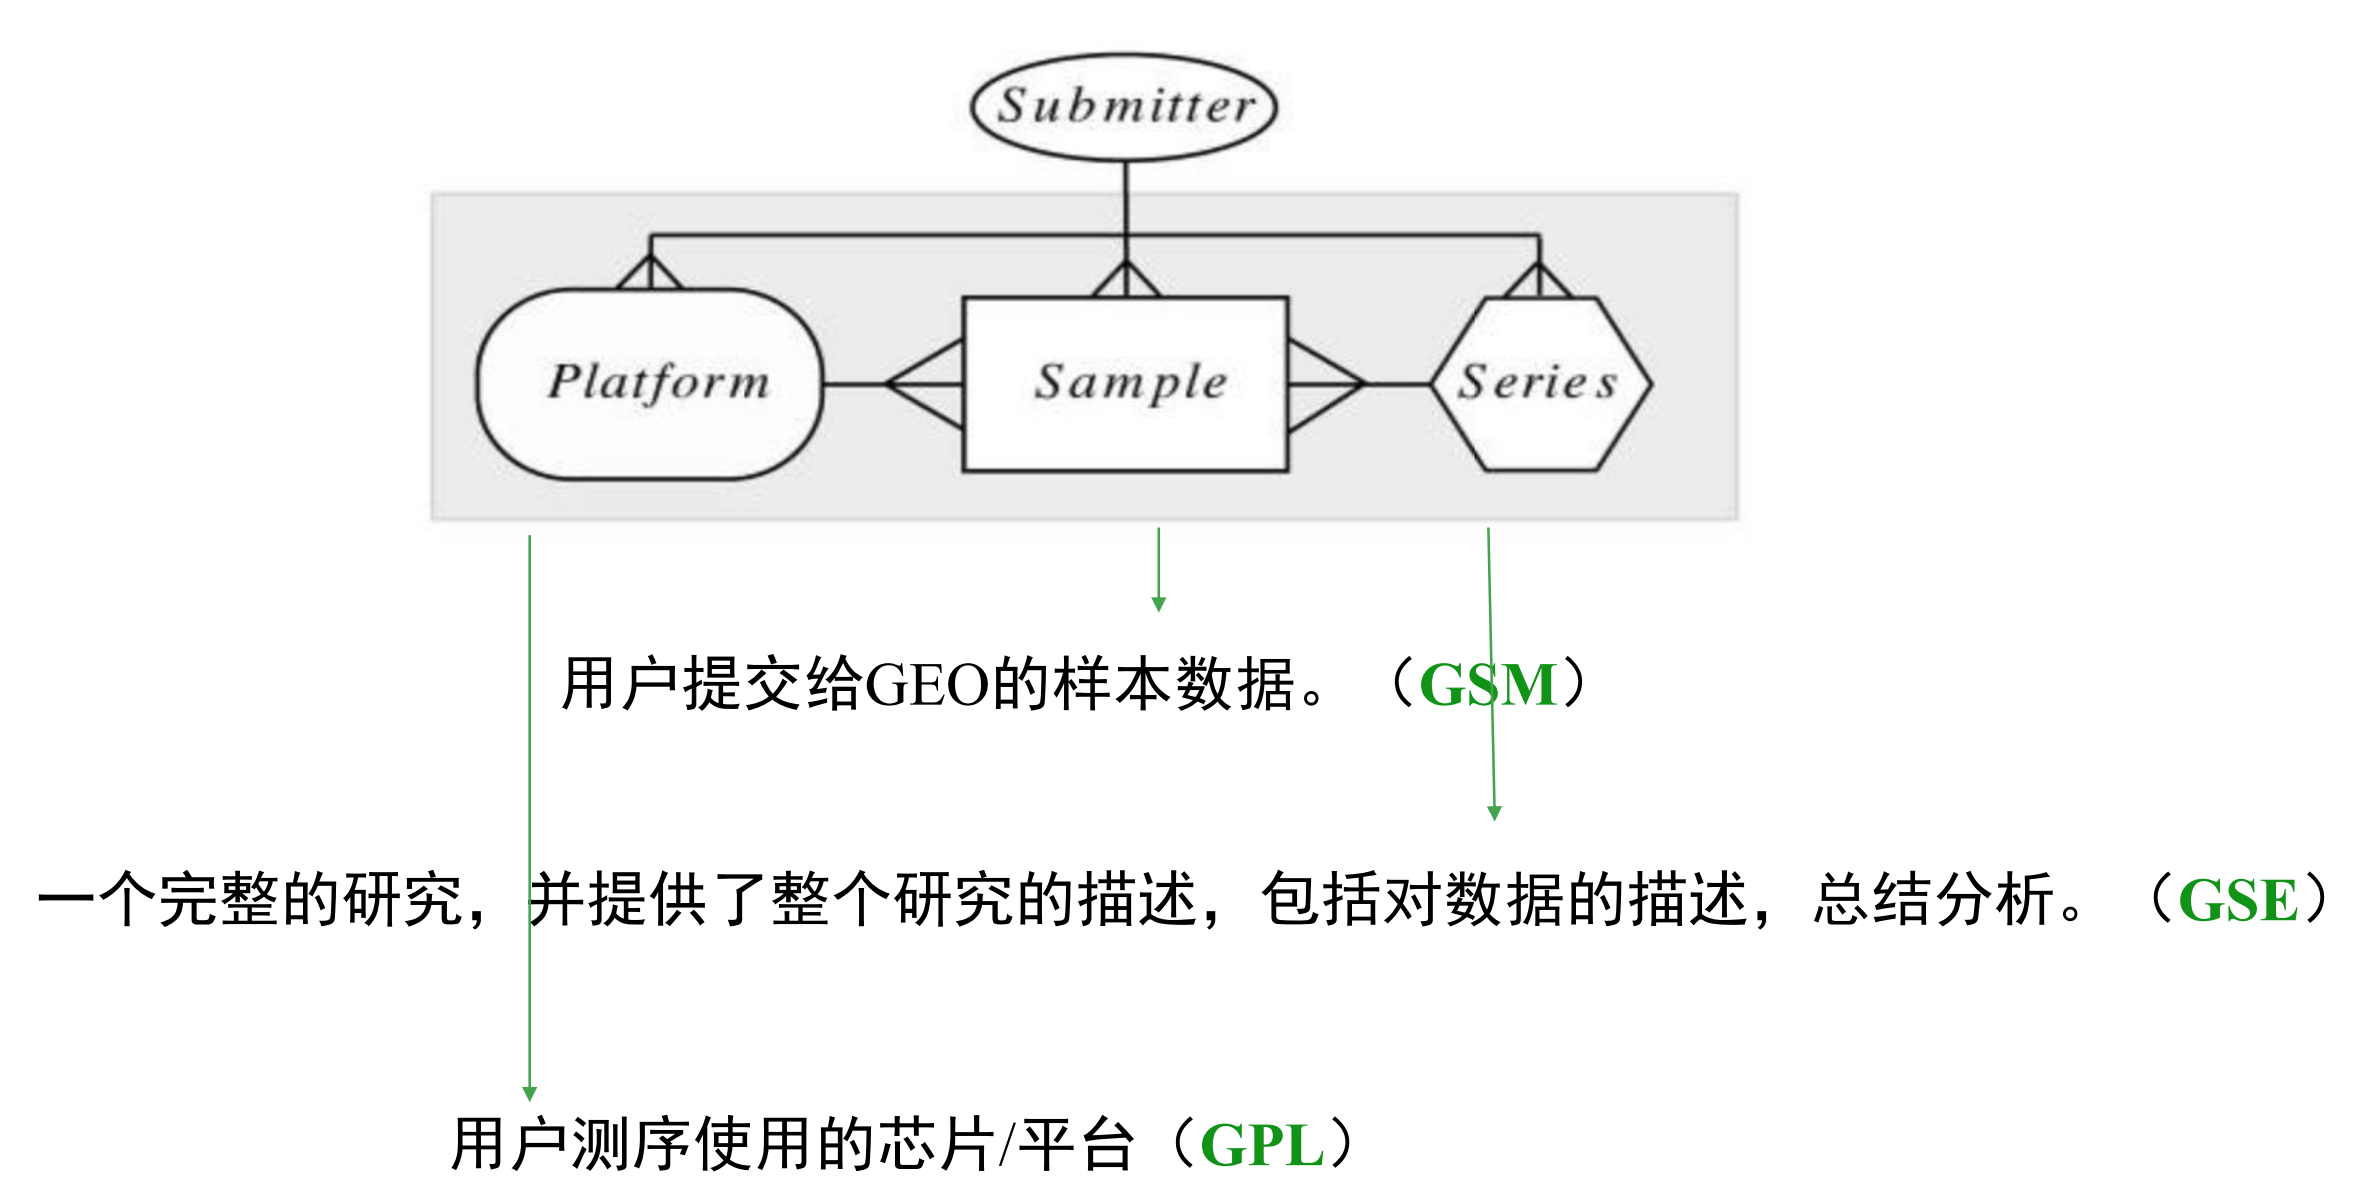 Submitter
Platform
Sample
Series
用户提交给GEO的样本数据。（GSM）
一个完整的研究，并提供了整个研究的描述，包括对数据的描述，总结分析。（GSE）
用户测序使用的芯片/平台（GPL）